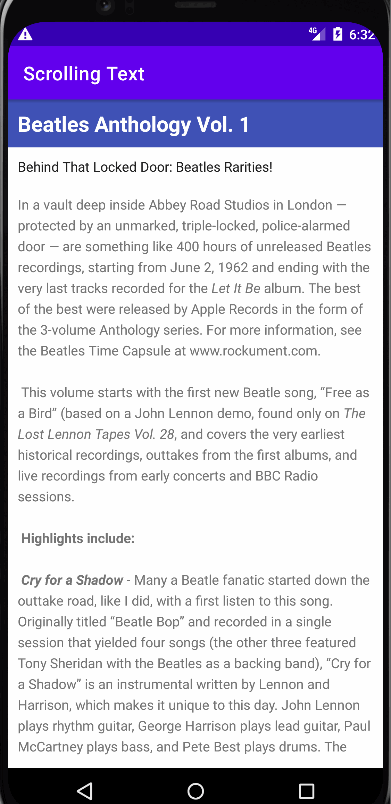 4G 6:32
Scrolling Text
Beatles Anthology Vol. 1
Behind That Locked Door: Beatles Rarities!
In a vault deep inside Abbey Road Studios in London —
protected by an unmarked, triple-locked, police-alarmed
door — are something like 400 hours of unreleased Beatles
recordings, starting from June 2, 1962 and ending with the
very last tracks recorded for the Let It Be album. The best
of the best were released by Apple Records in the form of
the 3-volume Anthology series. For more information, see
the Beatles Time Capsule at www.rockument.com.
This volume starts with the first new Beatle song, “Free as
a Bird” (based on a John Lennon demo, found only on The
Lost Lennon Tapes Vol. 28, and covers the very earliest
historical recordings, outtakes from the first albums, and
live recordings from early concerts and BBC Radio
sessions.
Highlights include:
Cry for a Shadow - Many a Beatle fanatic started down the
outtake road, like I did, with a first listen to this song.
Originally titled “Beatle Bop” and recorded in a single
session that yielded four songs (the other three featured
Tony Sheridan with the Beatles as a backing band), “Cry for
a Shadow” is an instrumental written by Lennon and
Harrison, which makes it unique to this day. John Lennon
plays rhythm guitar, George Harrison plays lead guitar, Paul
McCartney plays bass, and Pete Best plays drums. The